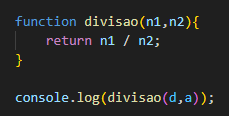 function divisao(n1,n2){
    return n1 / n2;
}
console.log(divisao(d,a));